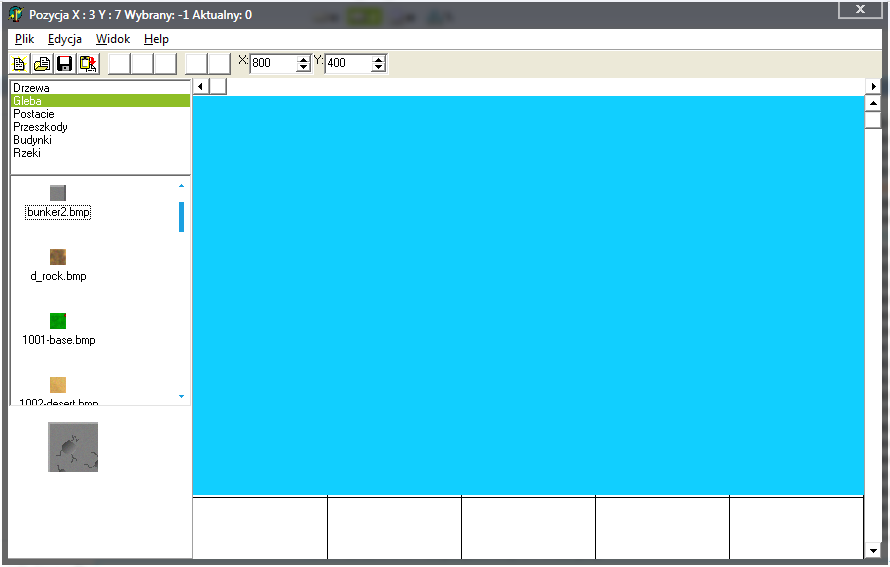 Pozycja X : 3 Y : 7 Wybrany: -1 Aktualny: 0
X
Plik Edycja Widok Help
X: 800 Y: 400
Drzewa
Gleba
Postacie
Przeszkody
Budynki
Rzeki
bunker2.bmp
d_rock.bmp
1001-base.bmp
1002-desert.bmp